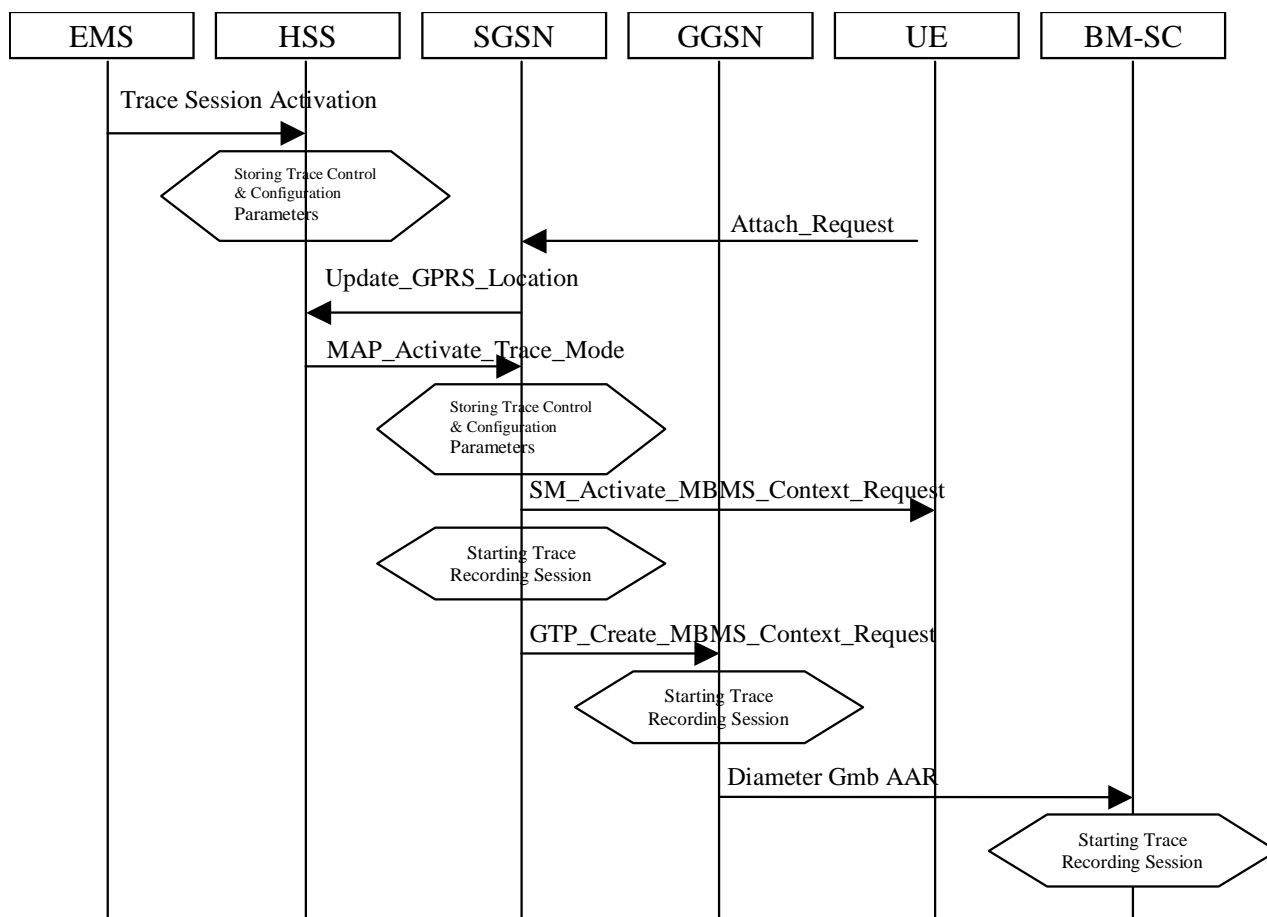 EMS
HSS
SGSN
GGSN
UE
BM-SC
Trace Session Activation
Storing Trace Control
& Configuration
Parameters
Attach_Request
Update_GPRS_Location
MAP_Activate_Trace_Mode
Storing Trace Control
& Configuration
Parameters
SM_Activate_MBMS_Context_Request
Starting Trace
Recording Session
GTP_Create_MBMS_Context_Request
Starting Trace
Recording Session
Diameter Gmb AAR
Starting Trace
Recording Session